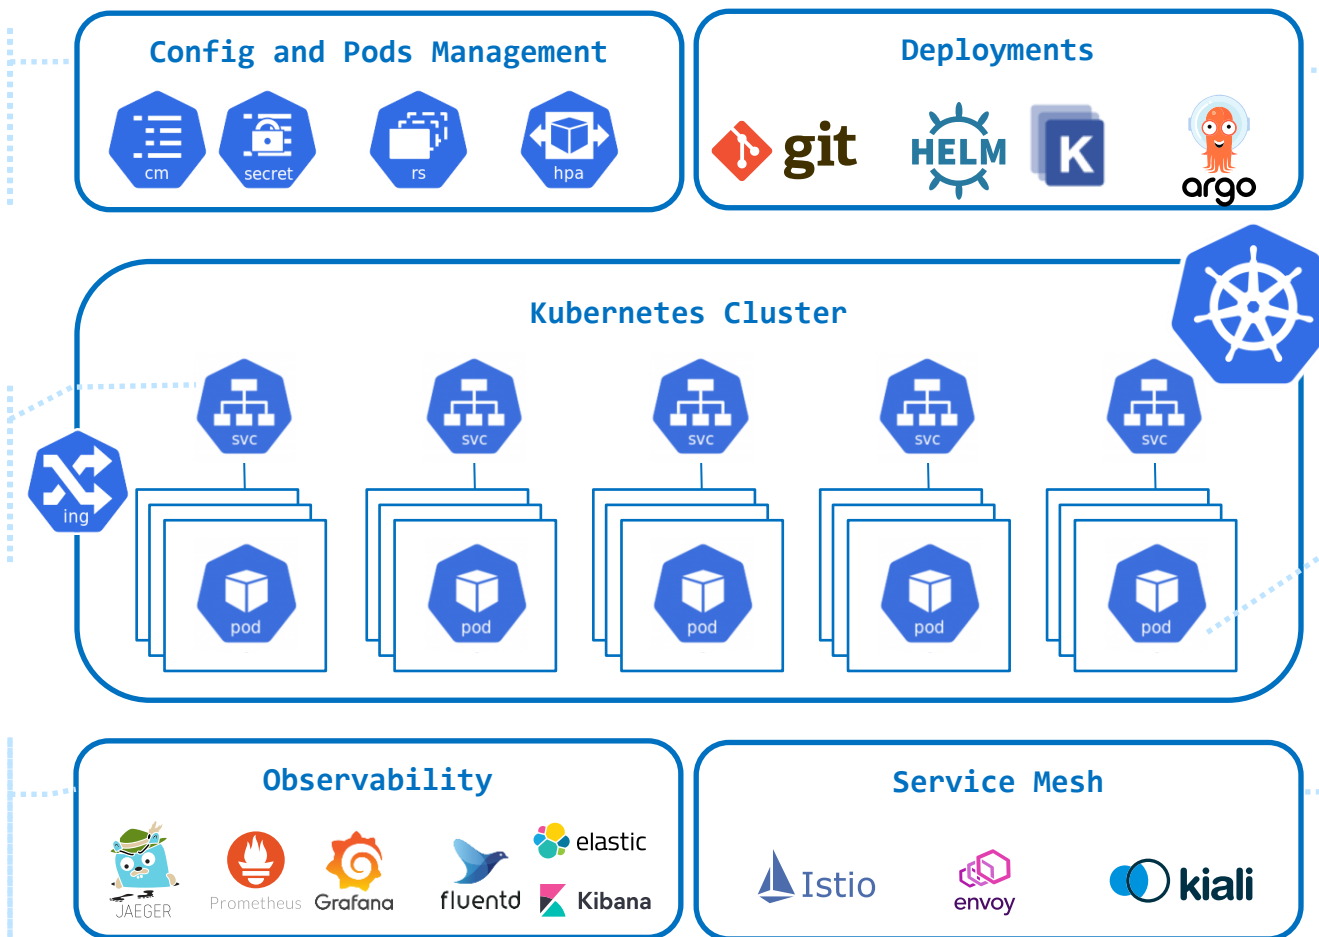 Config and Pods Management
cm
secret
rs
hpa
Deployments
git
HELM
K
argo
Kubernetes Cluster
svc
svc
svc
svc
svc
ing
pod
pod
pod
pod
pod
Observability
JAEGER
Prometheus
Grafana
fluentd
elastic
Kibana
Service Mesh
Istio
envoy
kiali